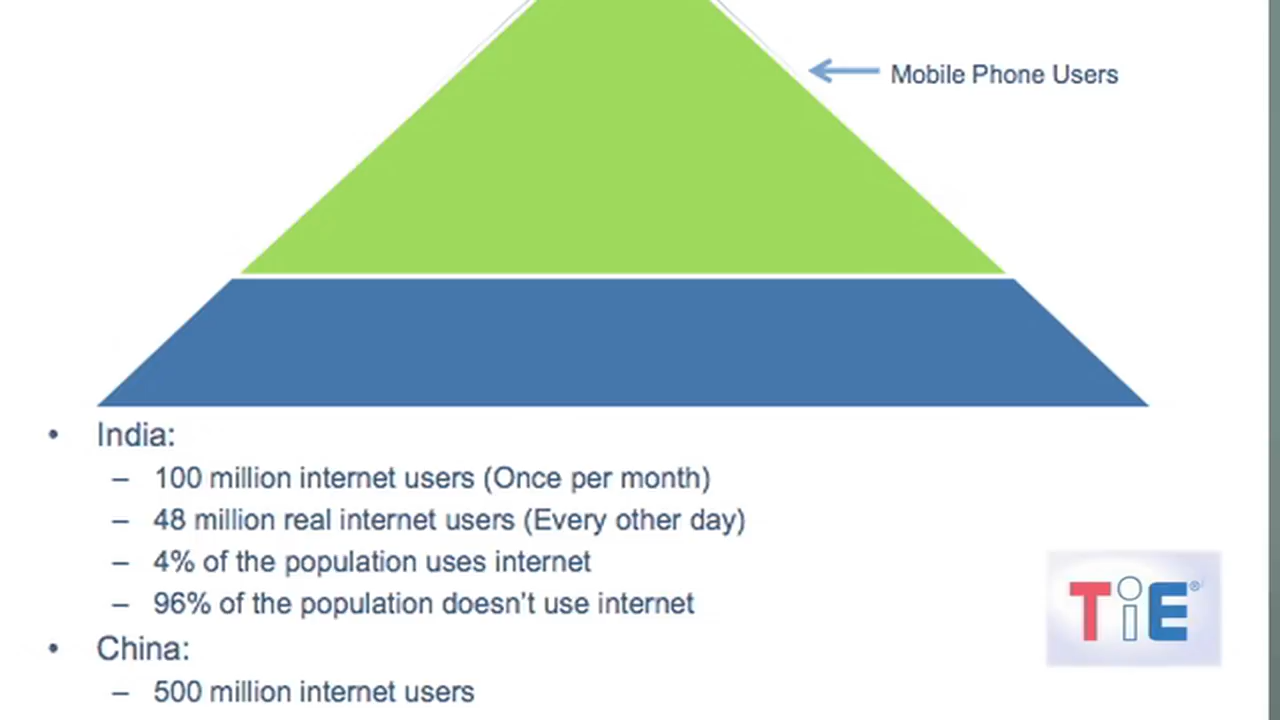 Mobile Phone Users
• India:
– 100 million internet users (Once per month)
– 48 million real internet users (Every other day)
– 4% of the population uses internet
– 96% of the population doesn't use internet
TiE®
• China:
– 500 million internet users